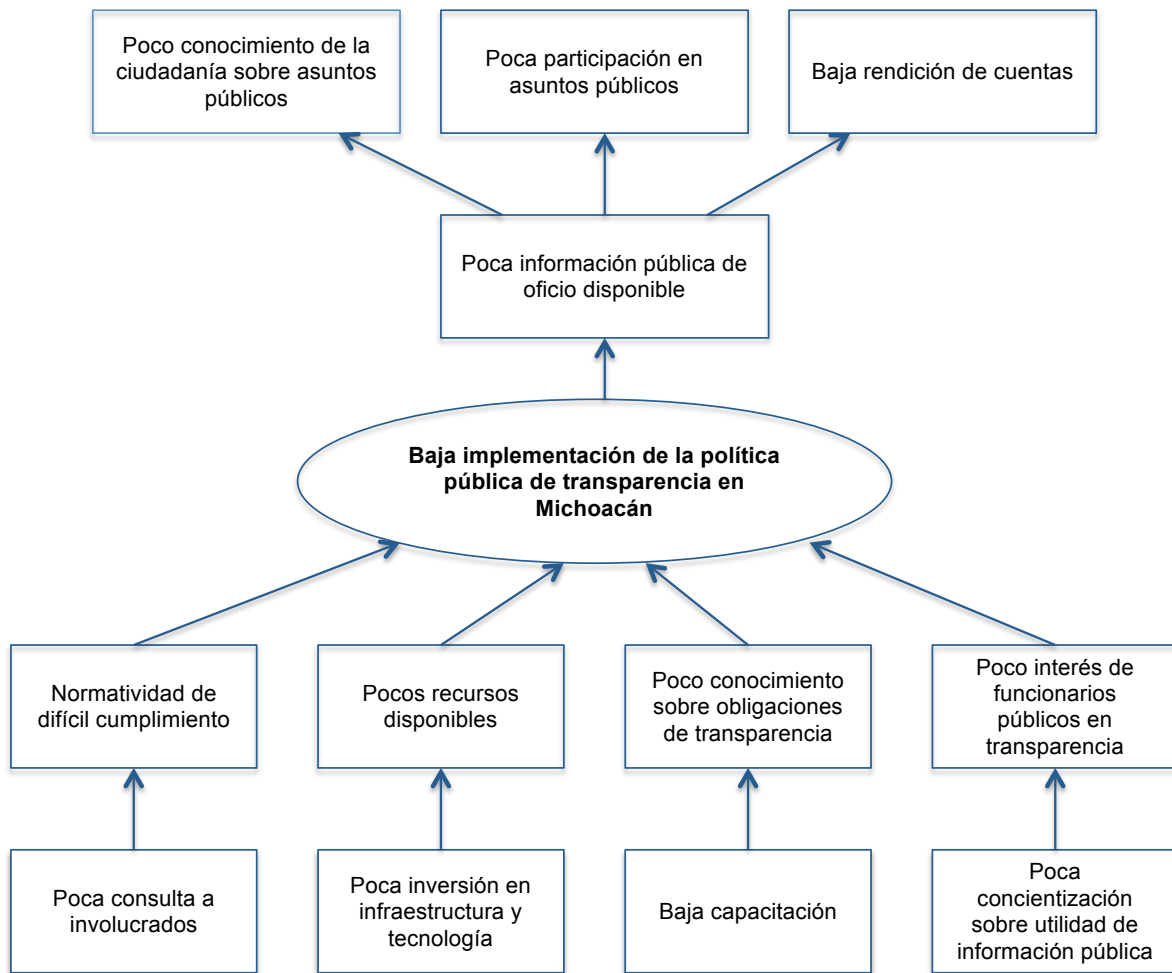 Poco conocimiento de la
ciudadanía sobre asuntos
públicos
Poca participación en
asuntos públicos
Baja rendición de cuentas
Poca información pública de
oficio disponible
Baja implementación de la política
pública de transparencia en
Michoacán
Normatividad de
difícil cumplimiento
Pocos recursos
disponibles
Poco conocimiento
sobre obligaciones
de transparencia
Poco interés de
funcionarios
públicos en
transparencia
Poca consulta a
involucrados
Poca inversión en
infraestructura y
tecnología
Baja capacitación
Poca
concientización
sobre utilidad de
información pública